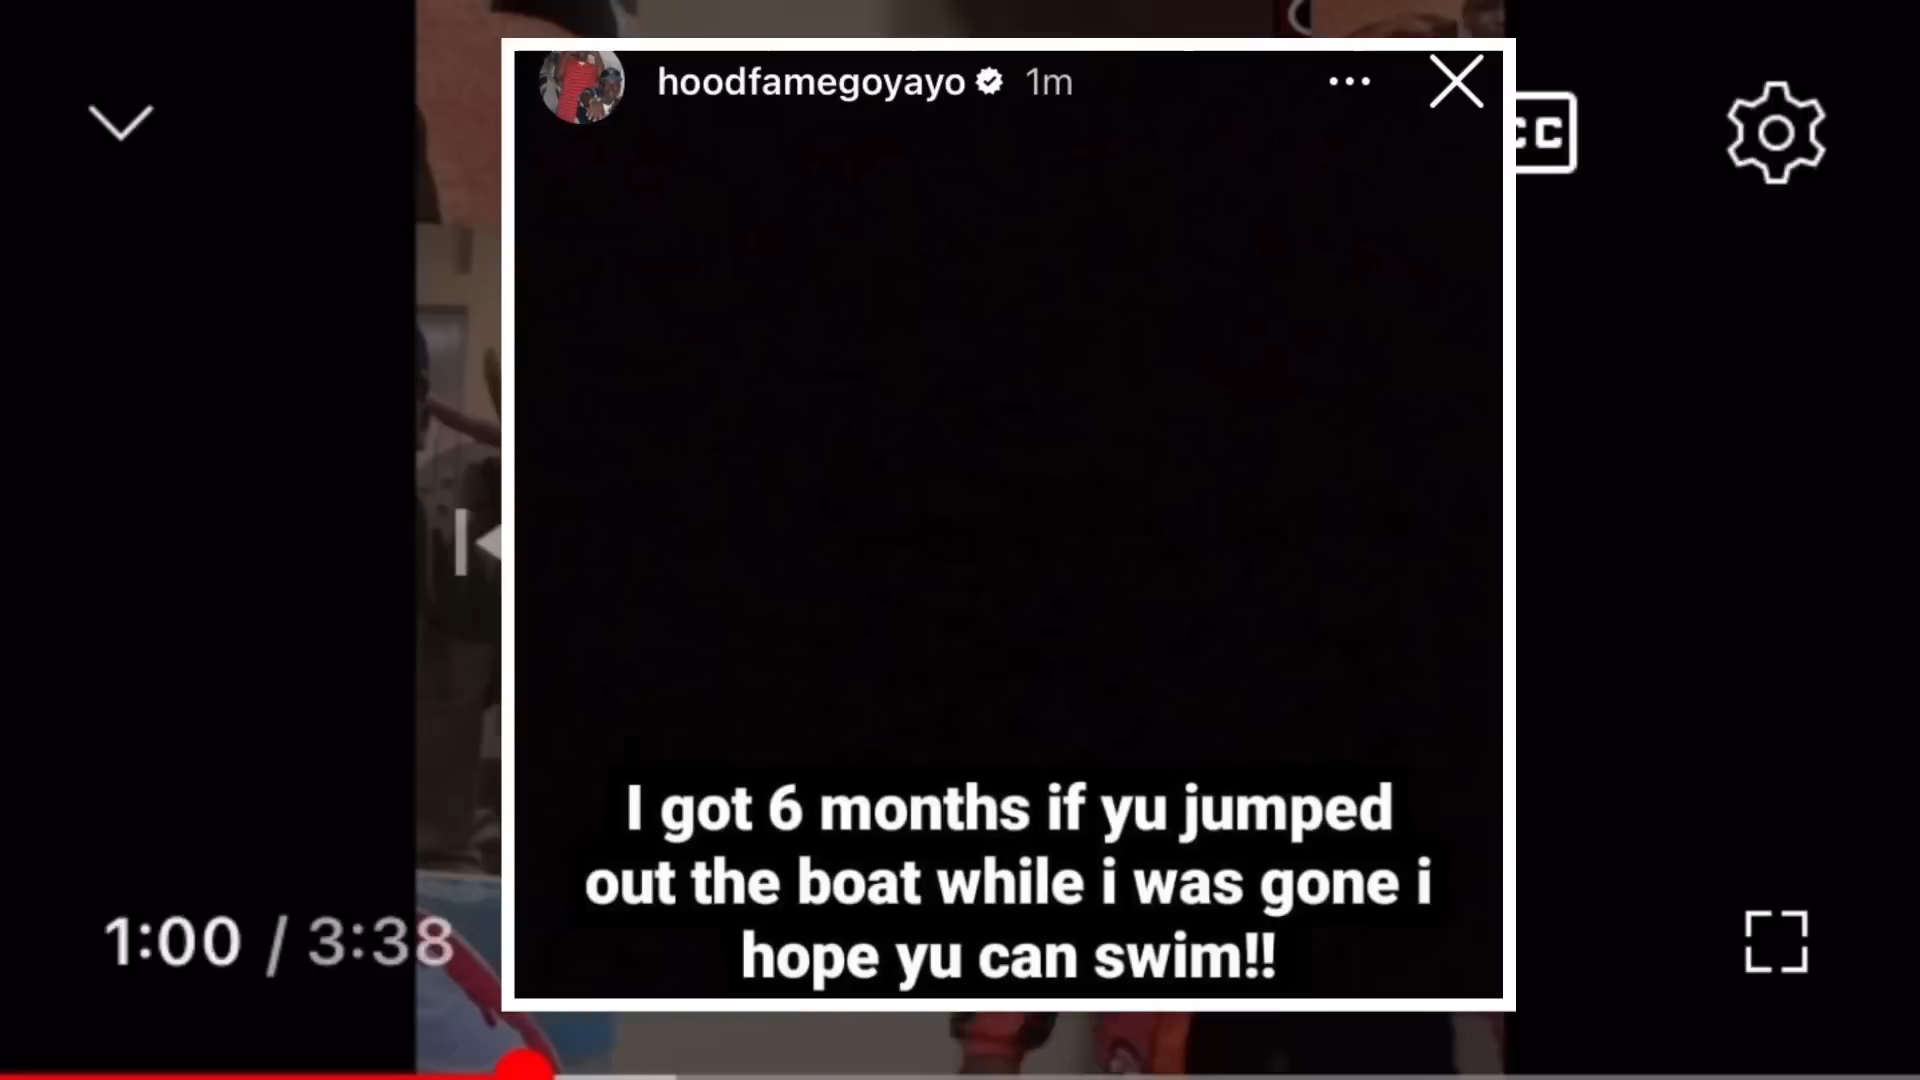 hoodfamegoyayo 1m
CC
I got 6 months if yu jumped
out the boat while i was gone i
hope yu can swim!!
1:00 / 3:38